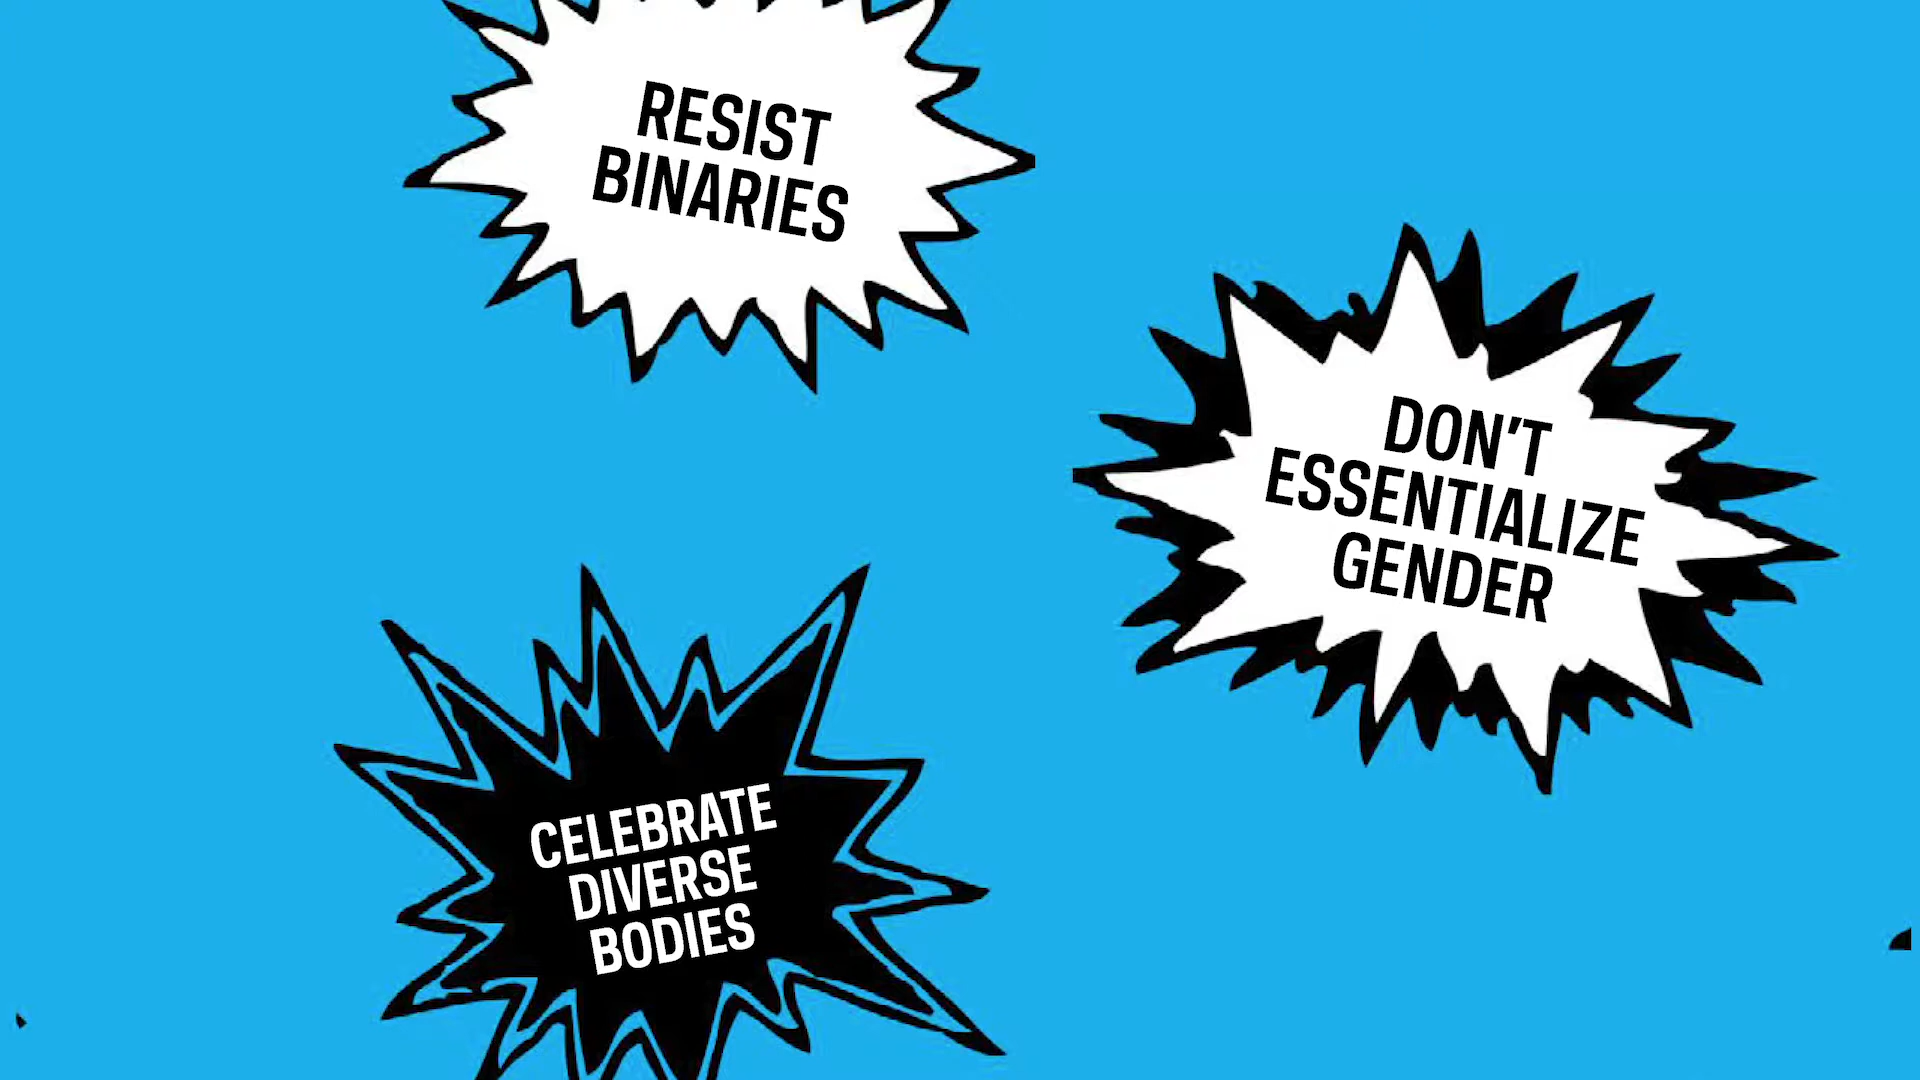 RESIST
BINARIES
DON'T
ESSENTIALIZE
GENDER
CELEBRATE
DIVERSE
BODIES